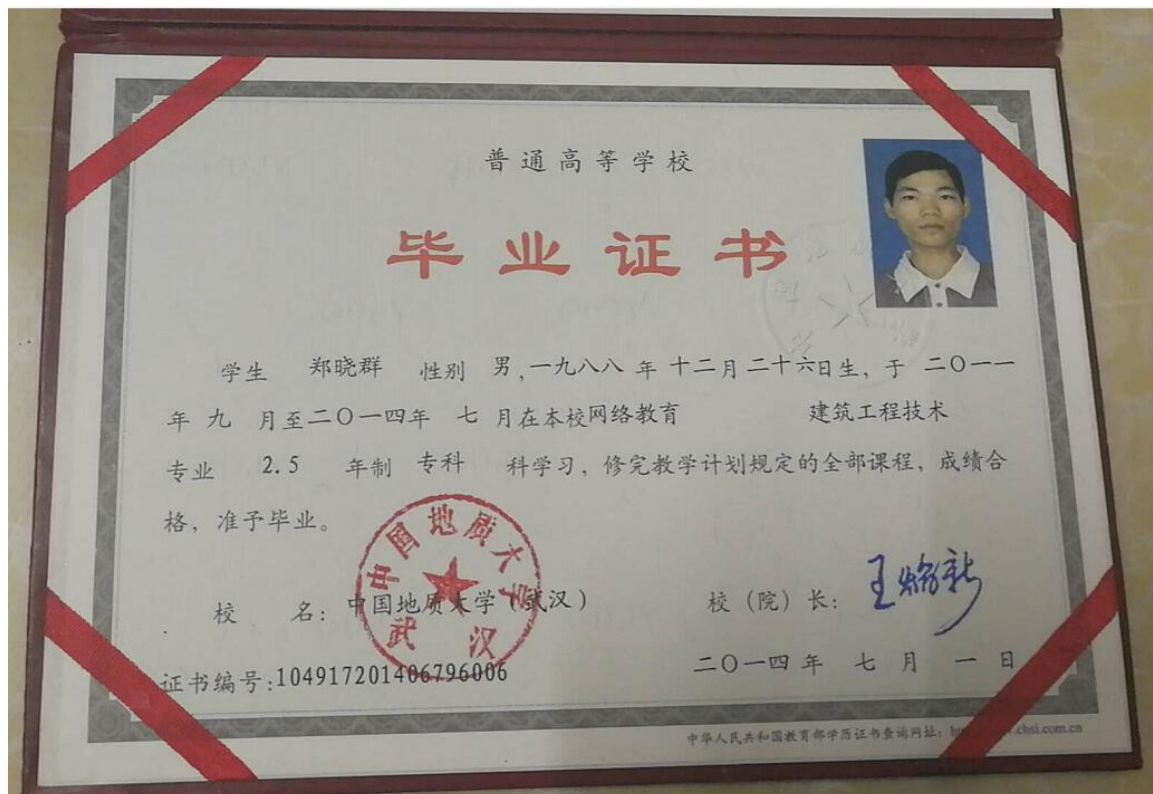 普通高等学校
毕业证书
学生 郑晓群 性别 男,一九八八 年 十二月二十六日生, 于 二〇一一
年 九 月至二〇一四年 七 月在本校网络教育 建筑工程技术
专业 2.5 年制 专科 科学习, 修完教学计划规定的全部课程, 成绩合
格, 准予毕业。
中国地质大学
武汉
校 名: 中国地质大学(武汉) 校(院)长: 王焰新
证书编号:104917201406796006 二〇一四 年 七 月 一 日
中华人民共和国教育部学历证书查询网址: .chsi.com.cn